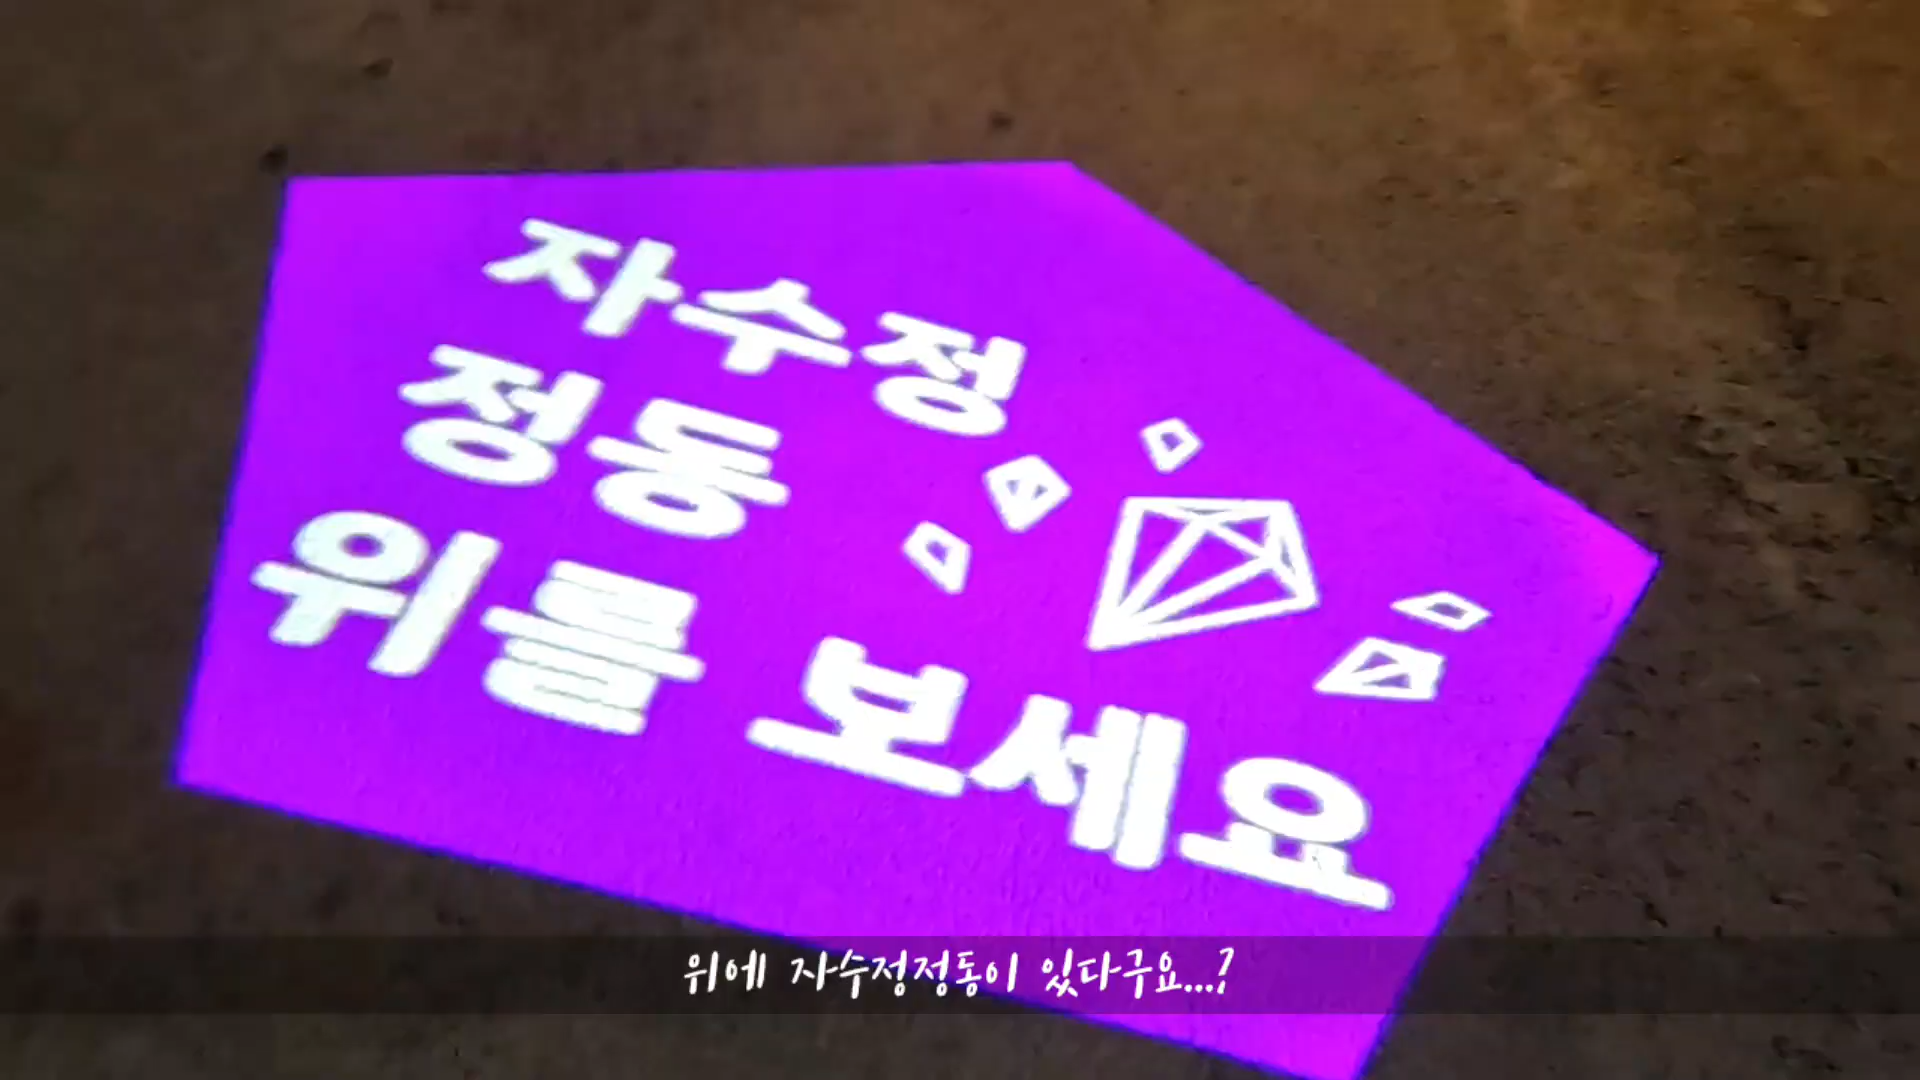 자수정
정동
위를 보세요
위에 자수정정동이 있다구요...?